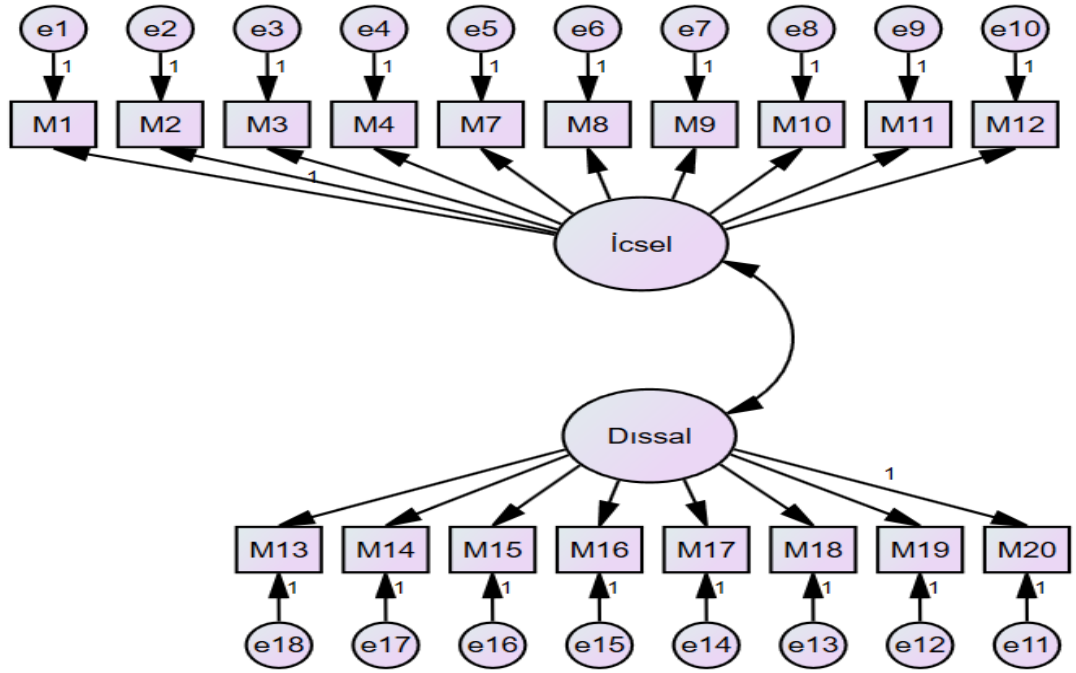 e1 e2 e3 e4 e5 e6 e7 e8 e9 e10
1 1 1 1 1 1 1 1 1 1
M1 M2 M3 M4 M7 M8 M9 M10 M11 M12
1
İcsel
Dıssal
1
M13 M14 M15 M16 M17 M18 M19 M20
1 1 1 1 1 1 1 1
e18 e17 e16 e15 e14 e13 e12 e11